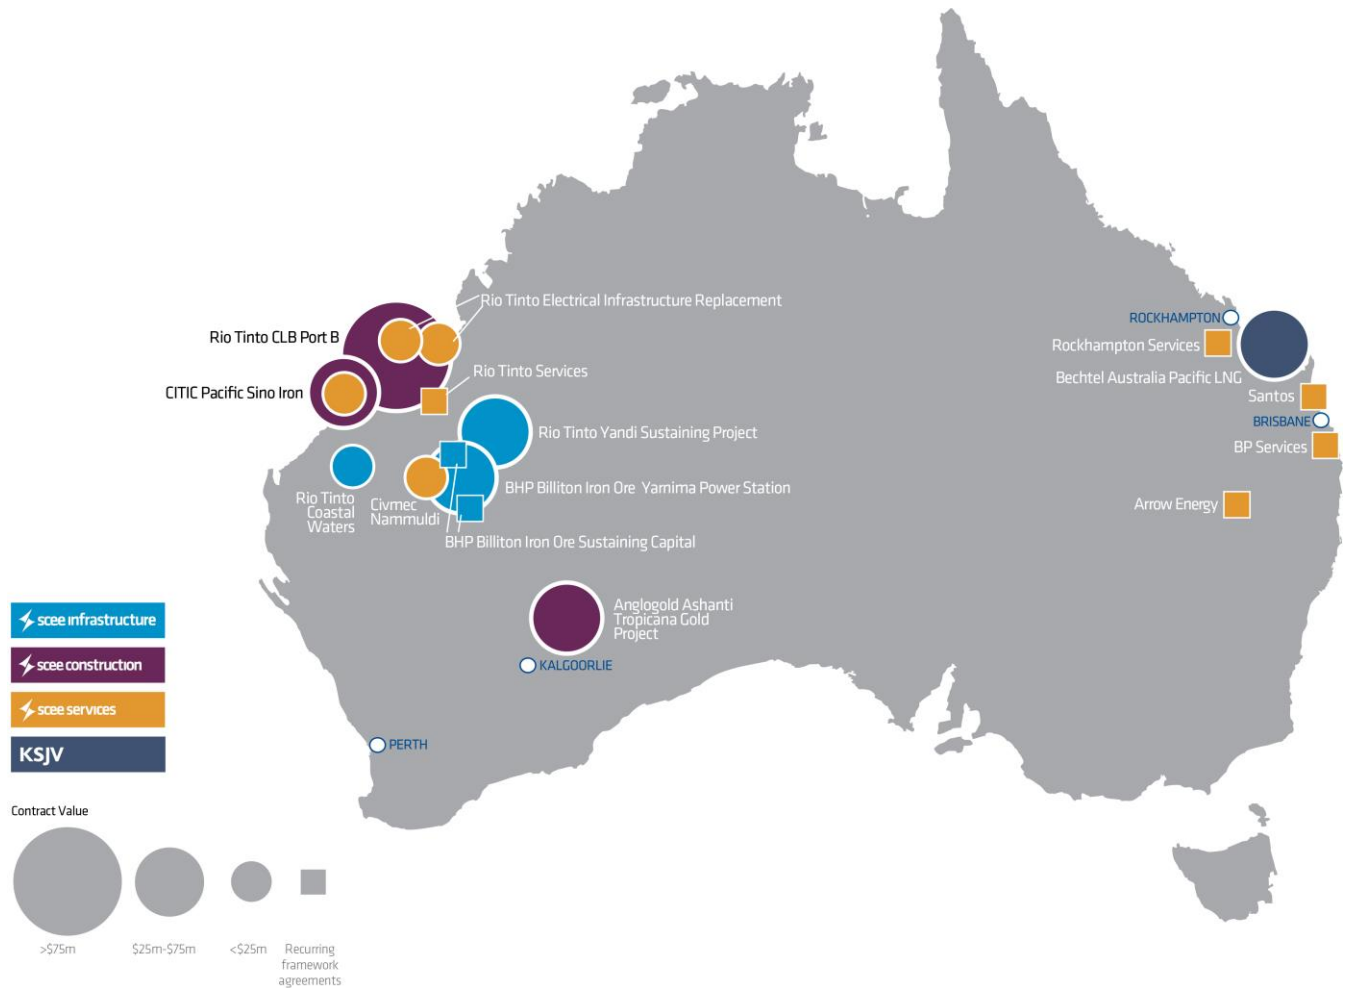 Rio Tinto Electrical Infrastructure Replacement
Rio Tinto CLB Port B
Rio Tinto Services
CITIC Pacific Sino Iron
Rio Tinto Yandi Sustaining Project
BHP Billiton Iron Ore Yarnima Power Station
Rio Tinto
Coastal
Waters
Civmec
Nammuldi
BHP Billiton Iron Ore Sustaining Capital
Anglogold Ashanti
Tropicana Gold
Project
KALGOORLIE
PERTH
ROCKHAMPTON
Rockhampton Services
Bechtel Australia Pacific LNG
Santos
BRISBANE
BP Services
Arrow Energy
scee infrastructure
scee construction
scee services
KSJV
Contract Value
>$75m
$25m-$75m
<$25m
Recurring
framework
agreements